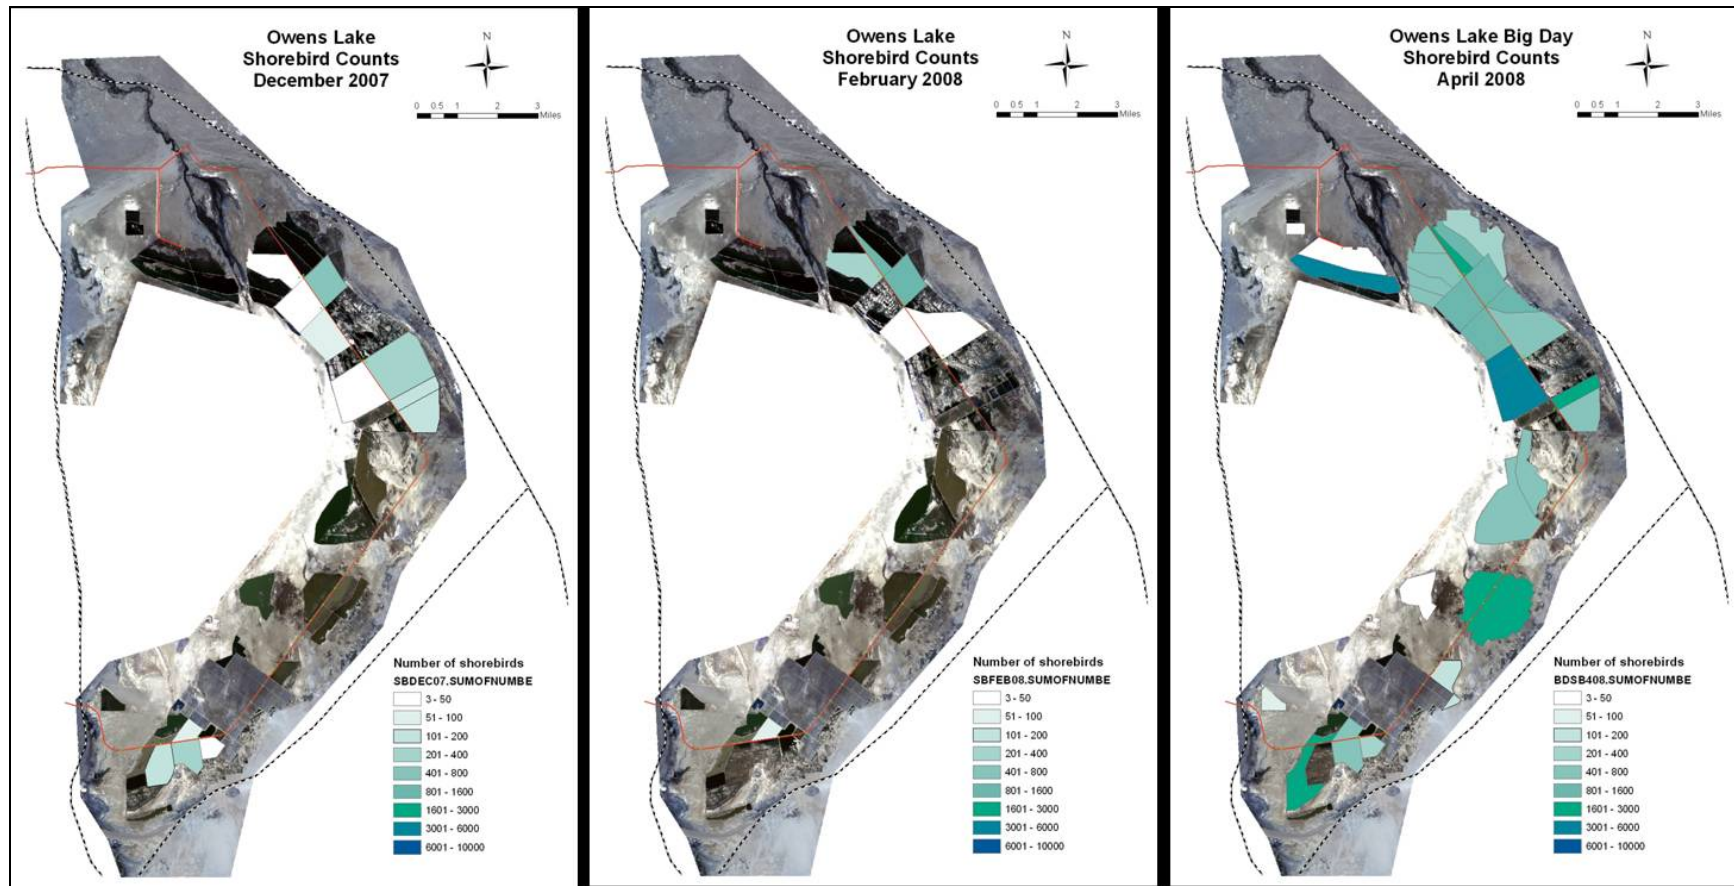 Owens Lake
Shorebird Counts
December 2007
N
0 0.5 1 2 3
Miles
Number of shorebirds
SBDEC07.SUMOFNUMBE
3 - 50
51 - 100
101 - 200
201 - 400
401 - 800
801 - 1600
1601 - 3000
3001 - 6000
6001 - 10000
Owens Lake
Shorebird Counts
February 2008
N
0 0.5 1 2 3
Miles
Number of shorebirds
SBFEB08.SUMOFNUMBE
3 - 50
51 - 100
101 - 200
201 - 400
401 - 800
801 - 1600
1601 - 3000
3001 - 6000
6001 - 10000
Owens Lake Big Day
Shorebird Counts
April 2008
N
0 0.5 1 2 3
Miles
Number of shorebirds
BDSB408.SUMOFNUMBE
3 - 50
51 - 100
101 - 200
201 - 400
401 - 800
801 - 1600
1601 - 3000
3001 - 6000
6001 - 10000